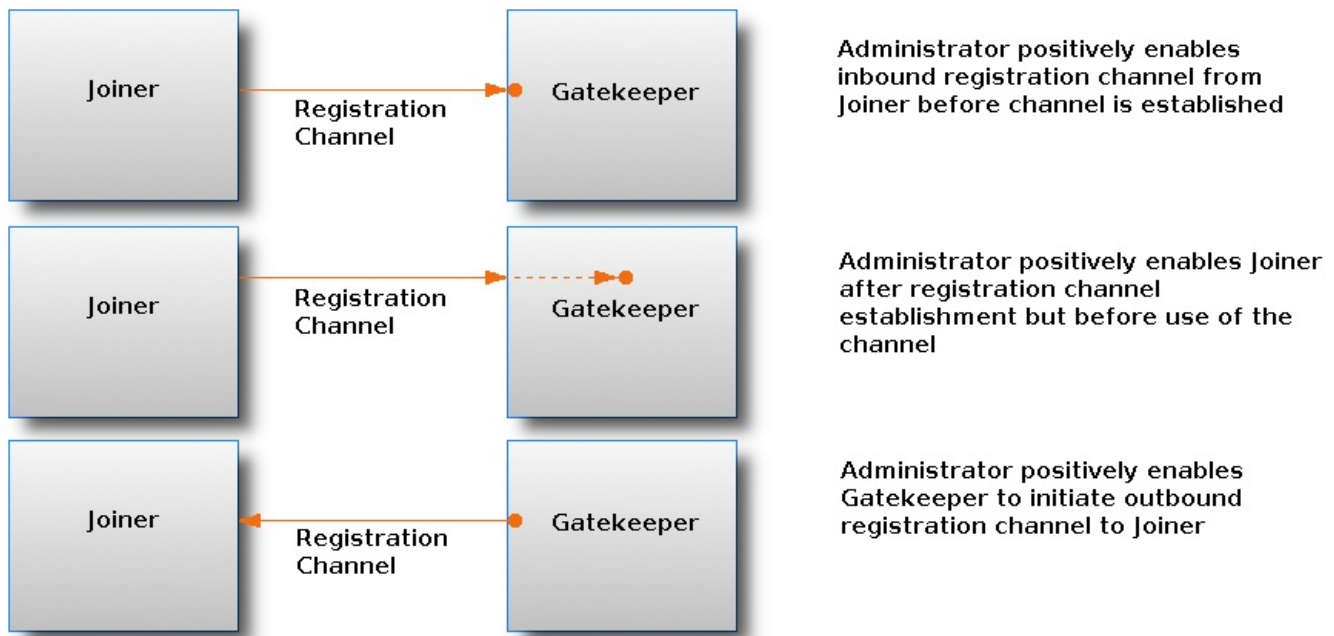 Joiner
Registration
Channel
Gatekeeper
Administrator positively enables
inbound registration channel from
Joiner before channel is established
Joiner
Registration
Channel
Gatekeeper
Administrator positively enables Joiner
after registration channel
establishment but before use of the
channel
Joiner
Registration
Channel
Gatekeeper
Administrator positively enables
Gatekeeper to initiate outbound
registration channel to Joiner